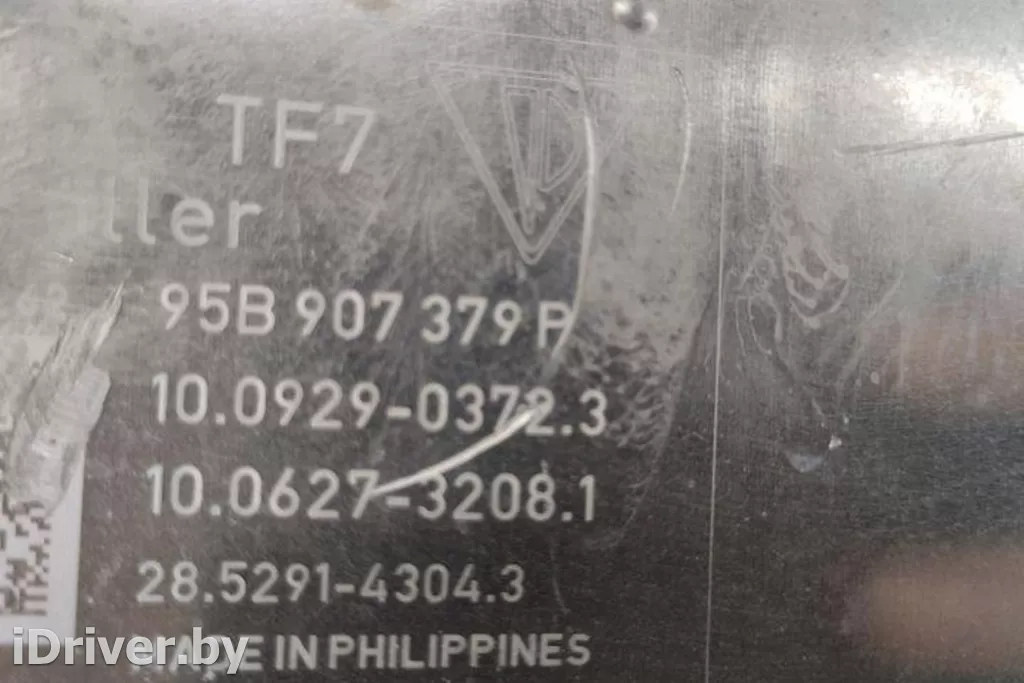 TF7
ller
95B 907 379 P
10.0929-0372.3
10.0627-3208.1
28.5291-4304.3
MADE IN PHILIPPINES
iDriver.by